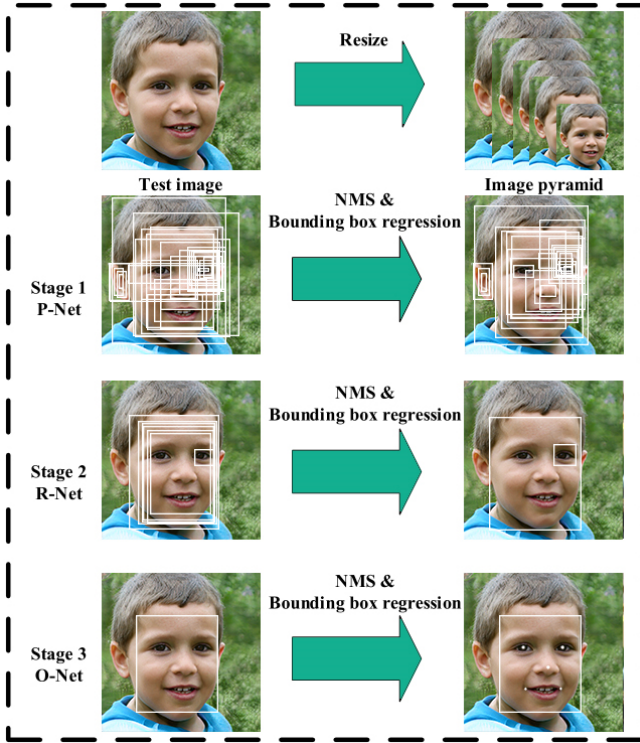 Resize
Test image
Image pyramid
NMS &
Bounding box regression
Stage 1
P-Net
NMS &
Bounding box regression
Stage 2
R-Net
NMS &
Bounding box regression
Stage 3
O-Net